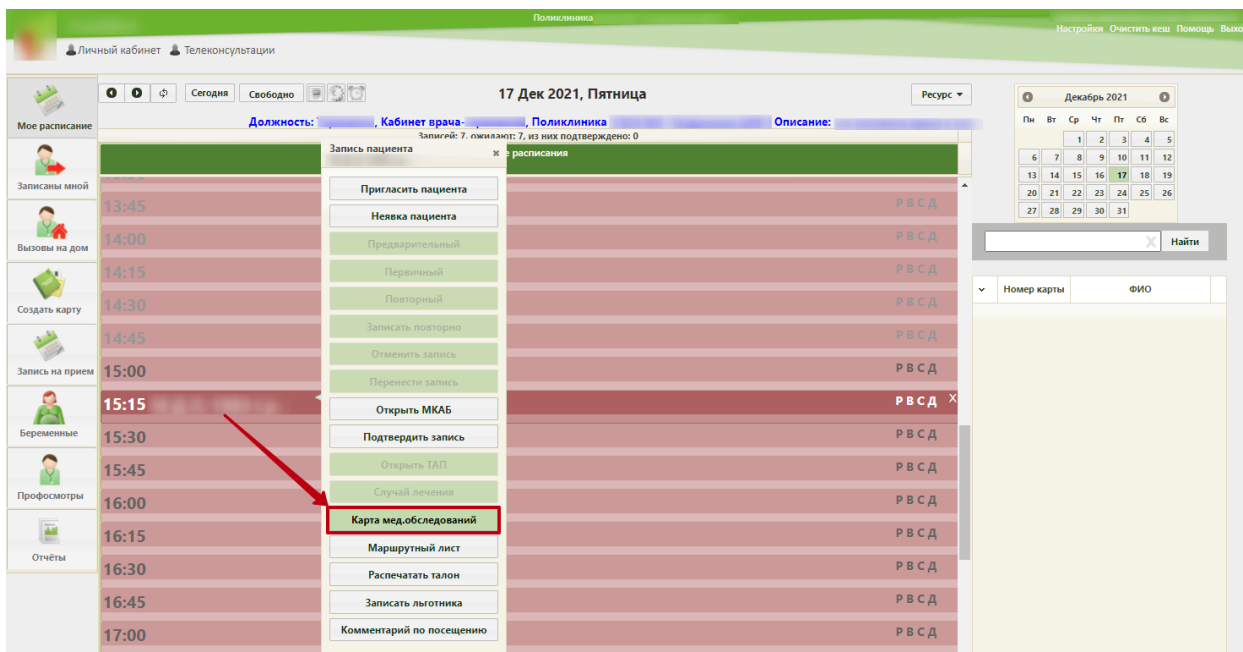 Поликлиника
Настройки Очистить кеш Помощь Выхо
Личный кабинет Телеконсультации
Сегодня Свободно 17 Дек 2021, Пятница Ресурс
Должность: , Кабинет врача- , Поликлиника Описание:
Записей: 7, ожидают: 7, из них подтверждено: 0
Мое расписание
Записаны мной
Вызовы на дом
Создать карту
Запись на прием
Беременные
Профосмотры
Отчёты
Запись пациента x
е расписания
Пригласить пациента
Неявка пациента
Предварительный
Первичный
Повторный
Записать повторно
Отменить запись
Перенести запись
Открыть МКАБ
Подтвердить запись
Открыть ТАП
Случай лечения
Карта мед.обследований
Маршрутный лист
Распечатать талон
Записать льготника
Комментарий по посещению
13:45 Р В С Д
14:00 Р В С Д
14:15 Р В С Д
14:30 Р В С Д
14:45 Р В С Д
15:00 Р В С Д
15:15 Р В С Д X
15:30 Р В С Д
15:45 Р В С Д
16:00 Р В С Д
16:15 Р В С Д
16:30 Р В С Д
16:45 Р В С Д
17:00 Р В С Д
Декабрь 2021
Пн Вт Ср Чт Пт Сб Вс
1 2 3 4 5
6 7 8 9 10 11 12
13 14 15 16 17 18 19
20 21 22 23 24 25 26
27 28 29 30 31
X Найти
Номер карты ФИО